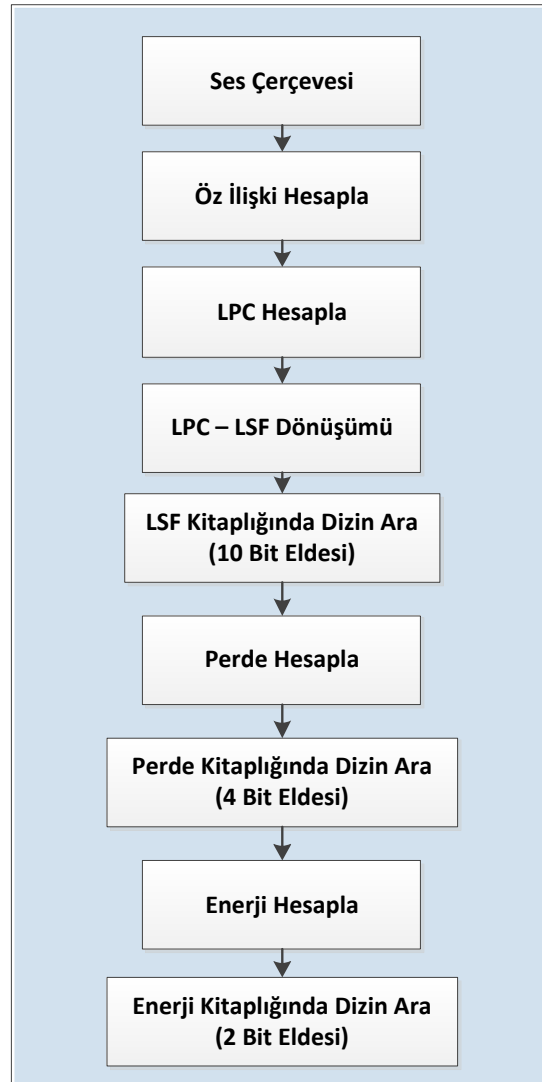 Ses Çerçevesi
Öz İlişki Hesapla
LPC Hesapla
LPC – LSF Dönüşümü
LSF Kitaplığında Dizin Ara
(10 Bit Eldesi)
Perde Hesapla
Perde Kitaplığında Dizin Ara
(4 Bit Eldesi)
Enerji Hesapla
Enerji Kitaplığında Dizin Ara
(2 Bit Eldesi)